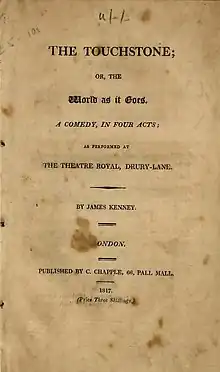 THE TOUCHSTONE;
OR, THE
World as it Goes.
A COMEDY, IN FOUR ACTS;
AS PERFORMED AT
THE THEATRE ROYAL, DRURY-LANE.
BY JAMES KENNEY.
LONDON.
PUBLISHED BY C. CHAPPLE, 66, PALL MALL.
1817.
(Price Three Shillings.)